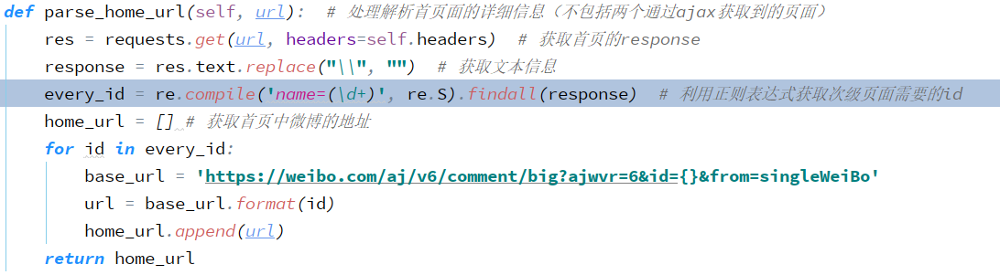 def parse_home_url(self, url):  # 处理解析首页面的详细信息（不包括两个通过ajax获取到的页面）
    res = requests.get(url, headers=self.headers)  # 获取首页的response
    response = res.text.replace("\\", "")  # 获取文本信息
    every_id = re.compile('name=(\d+)', re.S).findall(response)  # 利用正则表达式获取次级页面需要的id
    home_url = [] # 获取首页中微博的地址
    for id in every_id:
        base_url = 'https://weibo.com/aj/v6/comment/big?ajwvr=6&id={}&from=singleWeiBo'
        url = base_url.format(id)
        home_url.append(url)
    return home_url